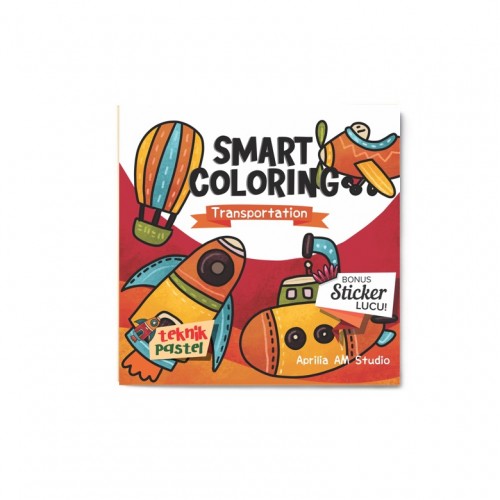 SMART
COLORING
Transportation
BONUS
Sticker
LUCU!
teknik
pastel
Aprilia AM Studio